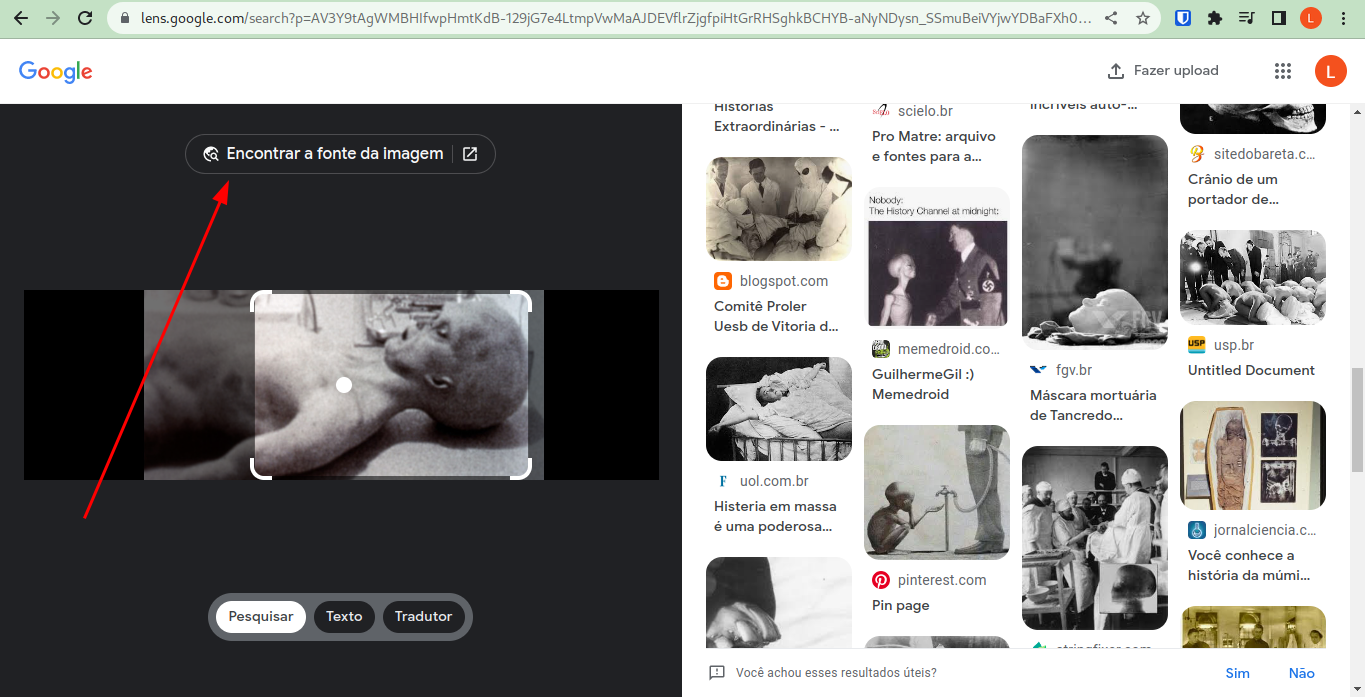 lens.google.com/search?p=AV3Y9tAgWMBHIfwpHmtKdB-129jG7e4LtmpVwMaAJDEVflrZjgfpiHtGrRHSghkBCHYB-aNyNDysn_SSmuBeiVYjwYDBaFXh0...
L
Google
Fazer upload
L
Encontrar a fonte da imagem
Pesquisar
Texto
Tradutor
Histórias
Extraordinárias - ...
blogspot.com
Comitê Proler
Uesb de Vitoria d...
uol.com.br
Histeria em massa
é uma poderosa...
scielo.br
Pro Matre: arquivo
e fontes para a...
Nobody:
The History Channel at midnight:
memedroid.co...
GuilhermeGil :)
Memedroid
pinterest.com
Pin page
incríveis auto-...
FGV
fgv.br
Máscara mortuária
de Tancredo...
stringfixer.com
sitedobareta.c...
Crânio de um
portador de...
USP
usp.br
Untitled Document
jornalciencia.c...
Você conhece a
história da múmi...
Você achou esses resultados úteis?
Sim
Não